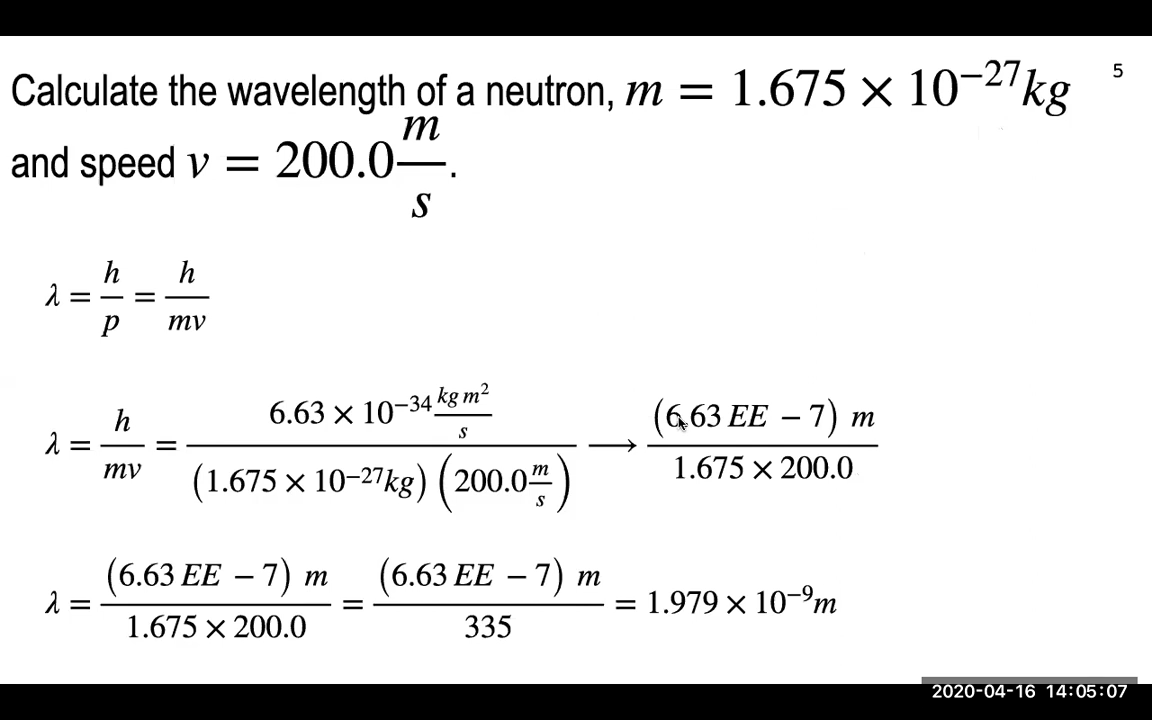 Calculate the wavelength of a neutron, m = 1.675 × 10⁻²⁷kg
5
and speed v = 200.0 m/s.
λ = h/p = h/mv
λ = h/mv = 6.63 × 10⁻³⁴ kg m²/s / (1.675 × 10⁻²⁷kg) (200.0 m/s) ⟶ (6.63 EE − 7) m / 1.675 × 200.0
λ = (6.63 EE − 7) m / 1.675 × 200.0 = (6.63 EE − 7) m / 335 = 1.979 × 10⁻⁹m
2020-04-16 14:05:07